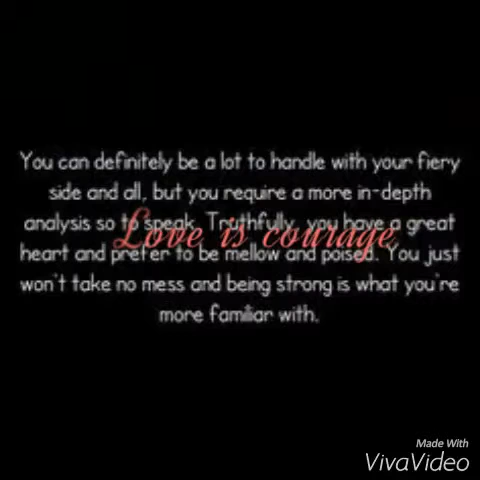 You can definitely be a lot to handle with your fiery
side and all, but you require a more in-depth
analysis so to speak. Truthfully, you have a great
Love is courage
heart and prefer to be mellow and poised. You just
won't take no mess and being strong is what you're
more familiar with.
Made With
VivaVideo